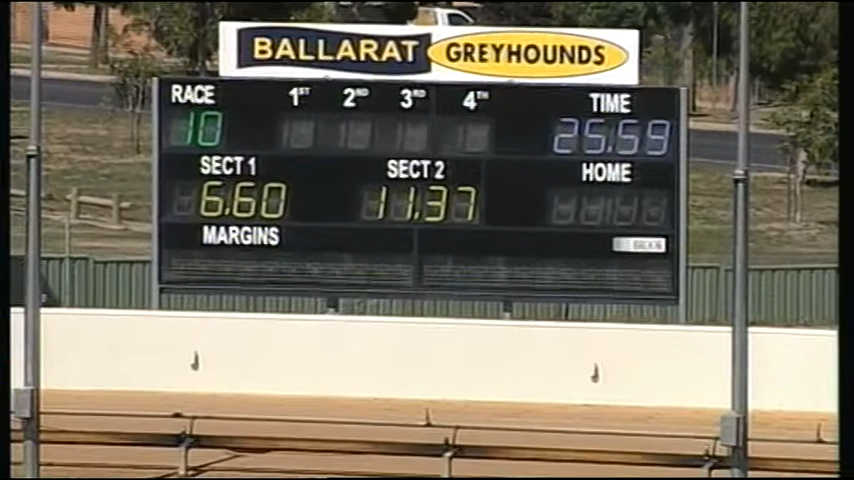 BALLARAT GREYHOUNDS
RACE 1ST 2ND 3RD 4TH TIME
10 25.59
SECT 1 SECT 2 HOME
6.60 11.37
MARGINS